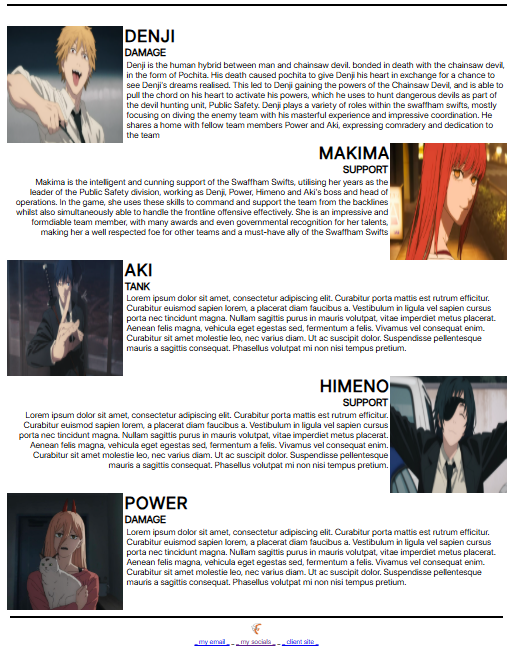 DENJI
DAMAGE
Denji is the human hybrid between man and chainsaw devil. bonded in death with the chainsaw devil,
in the form of Pochita. His death caused pochita to give Denji his heart in exchange for a chance to
see Denji's dreams realised. This led to Denji gaining the powers of the Chainsaw Devil, and is able to
pull the chord on his heart to activate his powers, which he uses to hunt dangerous devils as part of
the devil hunting unit, Public Safety. Denji plays a variety of roles within the swaffham swifts, mostly
focusing on diving the enemy team with his masterful experience and impressive coordination. He
shares a home with fellow team members Power and Aki, expressing comradery and dedication to
the team
MAKIMA
SUPPORT
Makima is the intelligent and cunning support of the Swaffham Swifts, utilising her years as the
leader of the Public Safety division, working as Denji, Power, Himeno and Aki's boss and head of
operations. In the game, she uses these skills to command and support the team from the backlines
whilst also simultaneously able to handle the frontline offensive effectively. She is an impressive and
formdiable team member, with many awards and even governmental recognition for her talents,
making her a well respected foe for other teams and a must-have ally of the Swaffham Swifts
AKI
TANK
Lorem ipsum dolor sit amet, consectetur adipiscing elit. Curabitur porta mattis est rutrum efficitur.
Curabitur euismod sapien lorem, a placerat diam faucibus a. Vestibulum in ligula vel sapien cursus
porta nec tincidunt magna. Nullam sagittis purus in mauris volutpat, vitae imperdiet metus placerat.
Aenean felis magna, vehicula eget egestas sed, fermentum a felis. Vivamus vel consequat enim.
Curabitur sit amet molestie leo, nec varius diam. Ut ac suscipit dolor. Suspendisse pellentesque
mauris a sagittis consequat. Phasellus volutpat mi non nisi tempus pretium.
HIMENO
SUPPORT
Lorem ipsum dolor sit amet, consectetur adipiscing elit. Curabitur porta mattis est rutrum efficitur.
Curabitur euismod sapien lorem, a placerat diam faucibus a. Vestibulum in ligula vel sapien cursus
porta nec tincidunt magna. Nullam sagittis purus in mauris volutpat, vitae imperdiet metus placerat.
Aenean felis magna, vehicula eget egestas sed, fermentum a felis. Vivamus vel consequat enim.
Curabitur sit amet molestie leo, nec varius diam. Ut ac suscipit dolor. Suspendisse pellentesque
mauris a sagittis consequat. Phasellus volutpat mi non nisi tempus pretium.
POWER
DAMAGE
Lorem ipsum dolor sit amet, consectetur adipiscing elit. Curabitur porta mattis est rutrum efficitur.
Curabitur euismod sapien lorem, a placerat diam faucibus a. Vestibulum in ligula vel sapien cursus
porta nec tincidunt magna. Nullam sagittis purus in mauris volutpat, vitae imperdiet metus placerat.
Aenean felis magna, vehicula eget egestas sed, fermentum a felis. Vivamus vel consequat enim.
Curabitur sit amet molestie leo, nec varius diam. Ut ac suscipit dolor. Suspendisse pellentesque
mauris a sagittis consequat. Phasellus volutpat mi non nisi tempus pretium.
_ my email _ _ my socials _ _ client site _